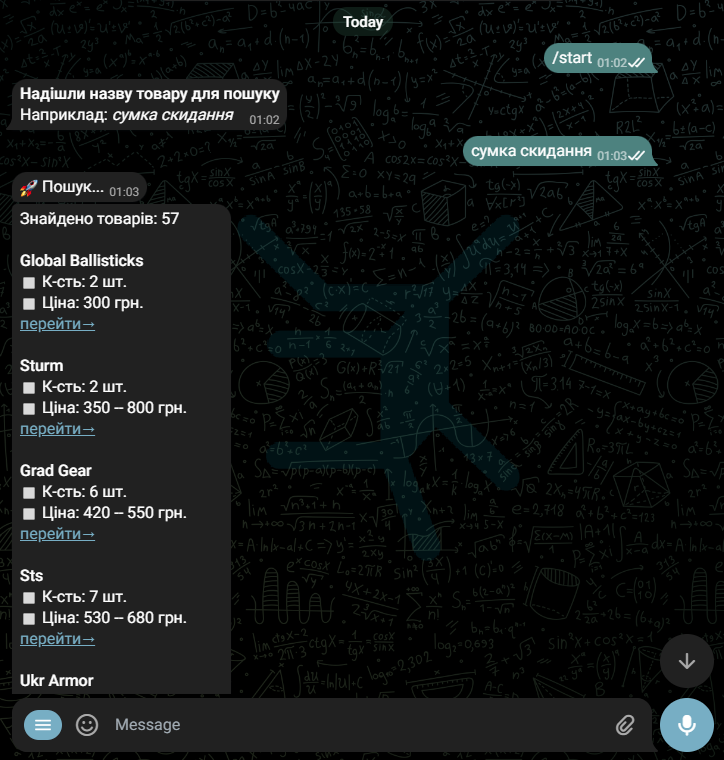 Today
/start 01:02
Надішли назву товару для пошуку
Наприклад: сумка скидання 01:02
сумка скидання 01:03
🚀 Пошук... 01:03
Знайдено товарів: 57
Global Ballisticks
◻️ К-сть: 2 шт.
◻️ Ціна: 300 грн.
перейти→
Sturm
◻️ К-сть: 2 шт.
◻️ Ціна: 350 – 800 грн.
перейти→
Grad Gear
◻️ К-сть: 6 шт.
◻️ Ціна: 420 – 550 грн.
перейти→
Sts
◻️ К-сть: 7 шт.
◻️ Ціна: 530 – 680 грн.
перейти→
Ukr Armor
Message